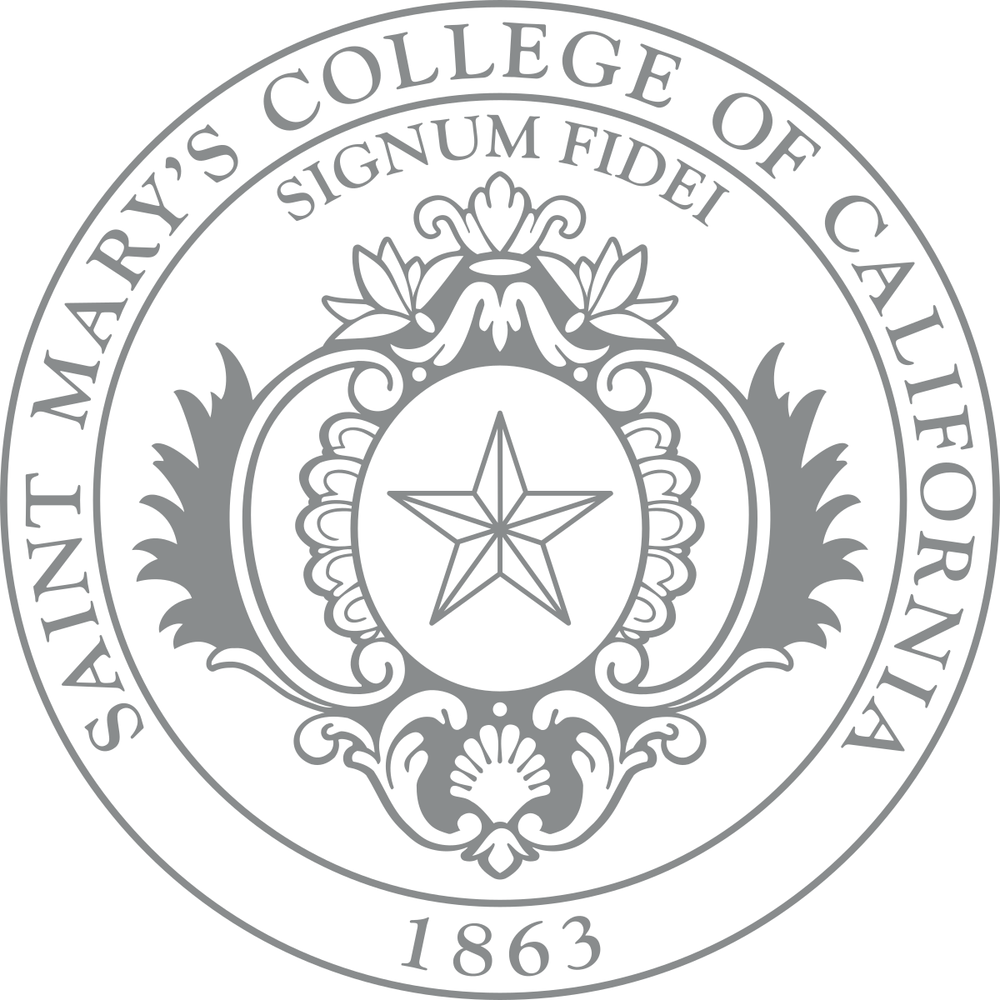 SAINT MARY'S COLLEGE OF CALIFORNIA
SIGNUM FIDEI
1863